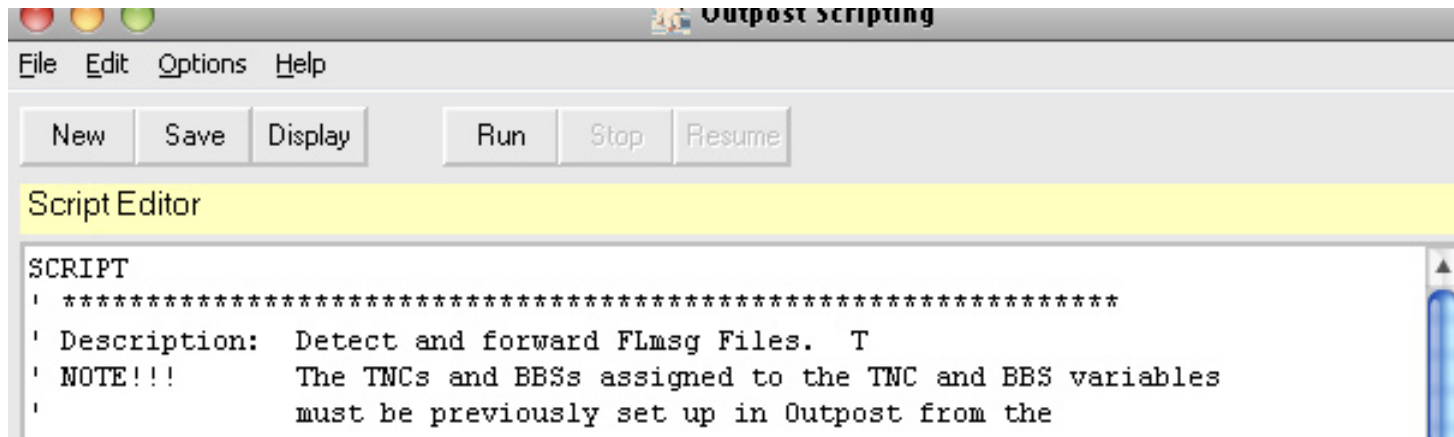 Outpost Scripting
File Edit Options Help
New Save Display Run Stop Resume
Script Editor
SCRIPT
' ***************************************************************
' Description: Detect and forward FLmsg Files. T
' NOTE!!! The TNCs and BBSs assigned to the TNC and BBS variables
' must be previously set up in Outpost from the